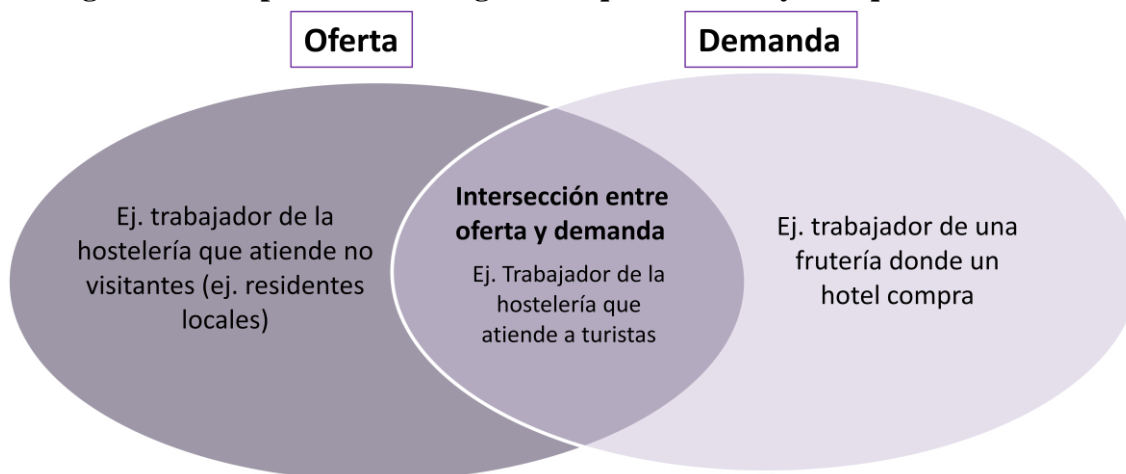 Oferta
Demanda
Ej. trabajador de la
hostelería que atiende no
visitantes (ej. residentes
locales)
Intersección entre
oferta y demanda
Ej. Trabajador de la
hostelería que
atiende a turistas
Ej. trabajador de una
frutería donde un
hotel compra